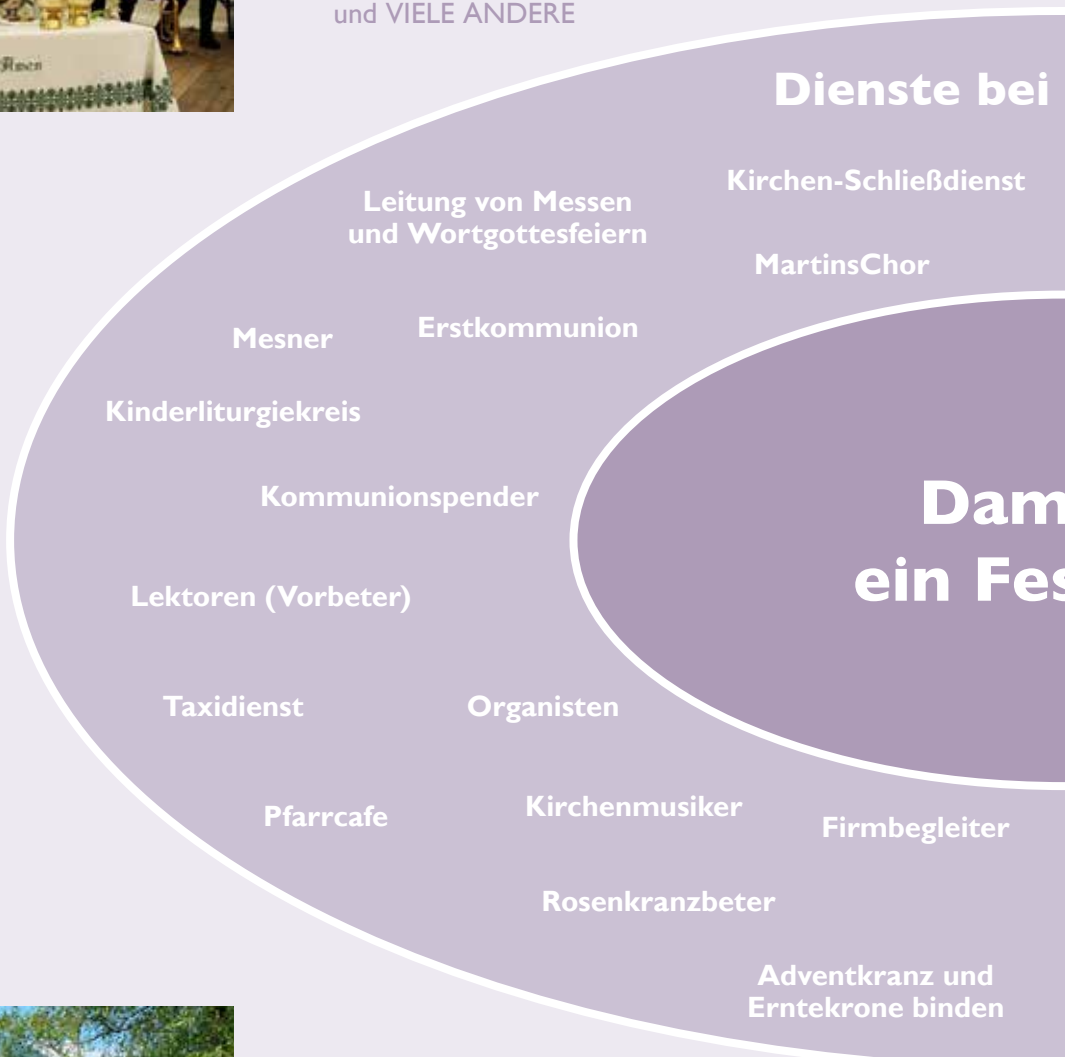 und VIELE ANDERE
Amen
Dienste bei
Kirchen-Schließdienst
Leitung von Messen
und Wortgottesfeiern
MartinsChor
Erstkommunion
Mesner
Kinderliturgiekreis
Kommunionspender
Dam
ein Fes
Lektoren (Vorbeter)
Taxidienst
Organisten
Kirchenmusiker
Pfarrcafe
Firmbegleiter
Rosenkranzbeter
Adventkranz und
Erntekrone binden